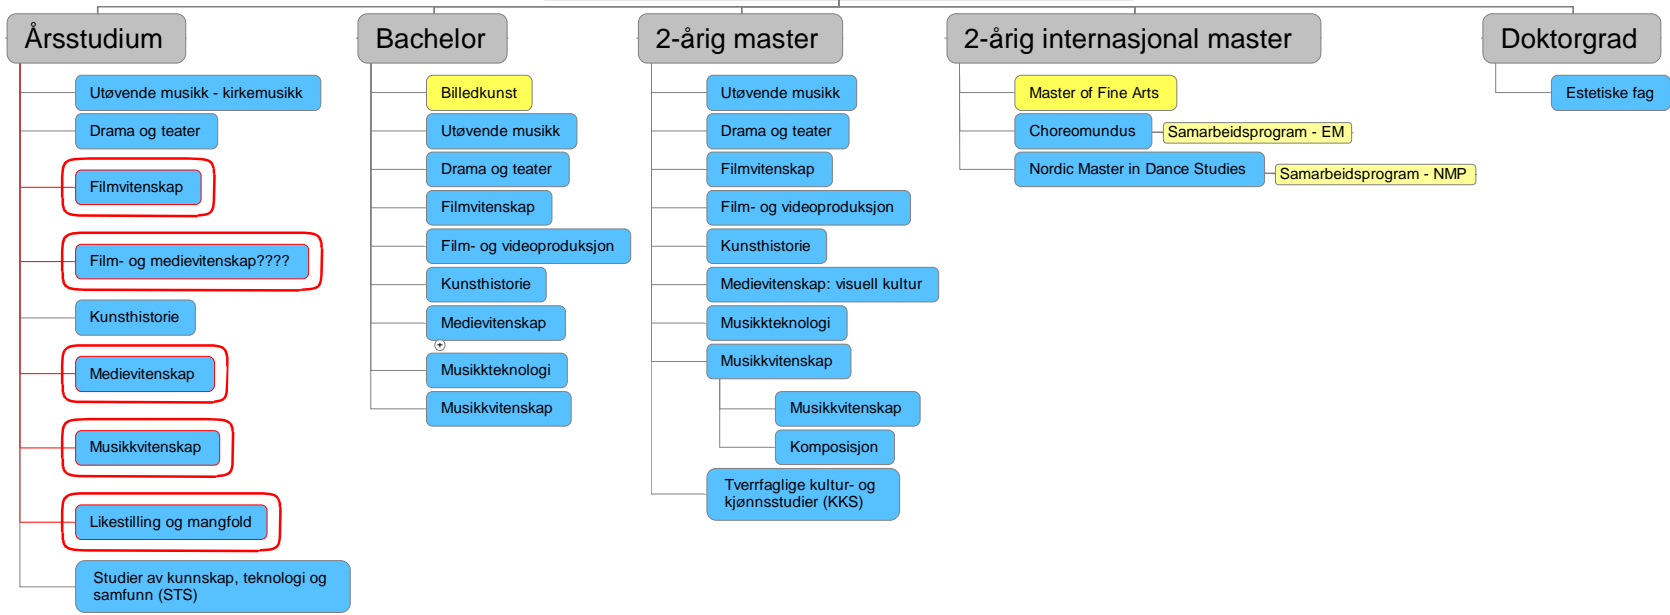 Årsstudium
Utøvende musikk - kirkemusikk
Drama og teater
Filmvitenskap
Film- og medievitenskap????
Kunsthistorie
Medievitenskap
Musikkvitenskap
Likestilling og mangfold
Studier av kunnskap, teknologi og
samfunn (STS)
Bachelor
Billedkunst
Utøvende musikk
Drama og teater
Filmvitenskap
Film- og videoproduksjon
Kunsthistorie
Medievitenskap
Musikkteknologi
Musikkvitenskap
2-årig master
Utøvende musikk
Drama og teater
Filmvitenskap
Film- og videoproduksjon
Kunsthistorie
Medievitenskap: visuell kultur
Musikkteknologi
Musikkvitenskap
Musikkvitenskap
Komposisjon
Tverrfaglige kultur- og
kjønnsstudier (KKS)
2-årig internasjonal master
Master of Fine Arts
Choreomundus
Samarbeidsprogram - EM
Nordic Master in Dance Studies
Samarbeidsprogram - NMP
Doktorgrad
Estetiske fag